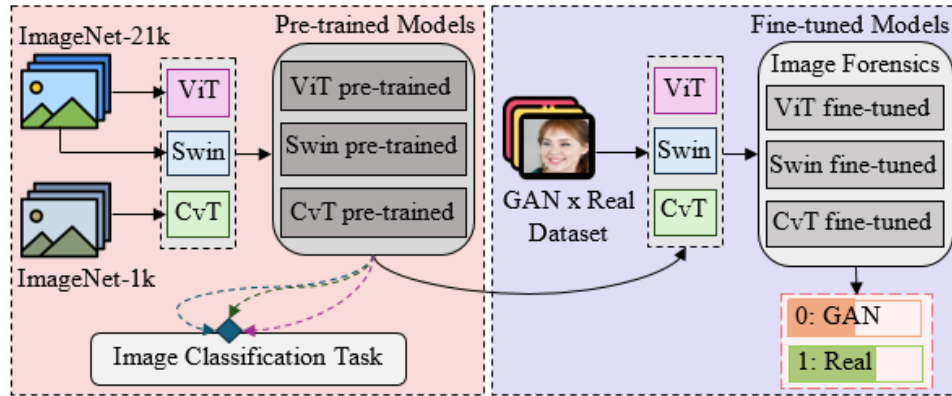 ImageNet-21k
Pre-trained Models
ViT
Swin
CvT
ViT pre-trained
Swin pre-trained
CvT pre-trained
ImageNet-1k
Image Classification Task
Fine-tuned Models
GAN x Real
Dataset
ViT
Swin
CvT
Image Forensics
ViT fine-tuned
Swin fine-tuned
CvT fine-tuned
0: GAN
1: Real